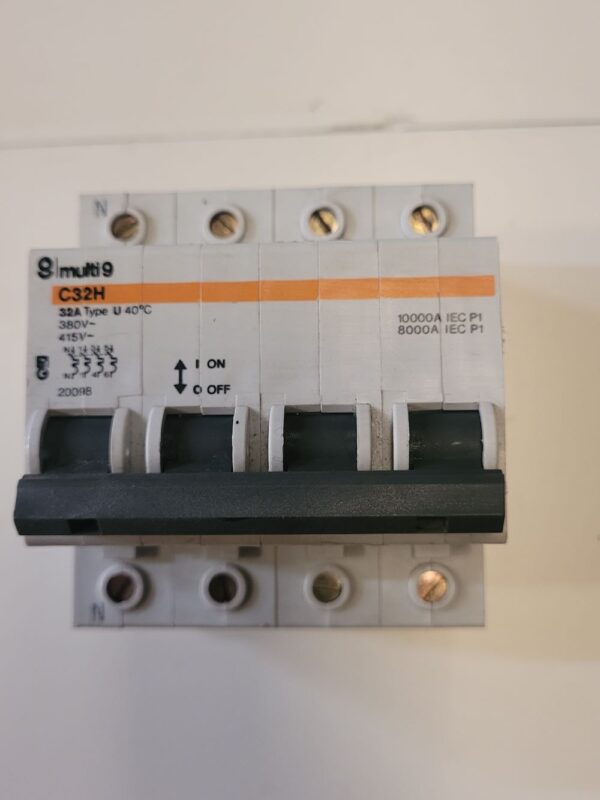 N
multi 9
C32H
32A Type U 40°C
380V~
415V~
10000A IEC P1
8000A IEC P1
I ON
O OFF
20098
N